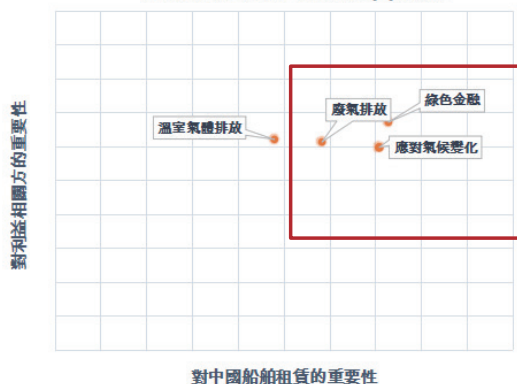 綠色金融
廢氣排放
溫室氣體排放
應對氣候變化
對利益相關方的重要性
對中國船舶租賃的重要性